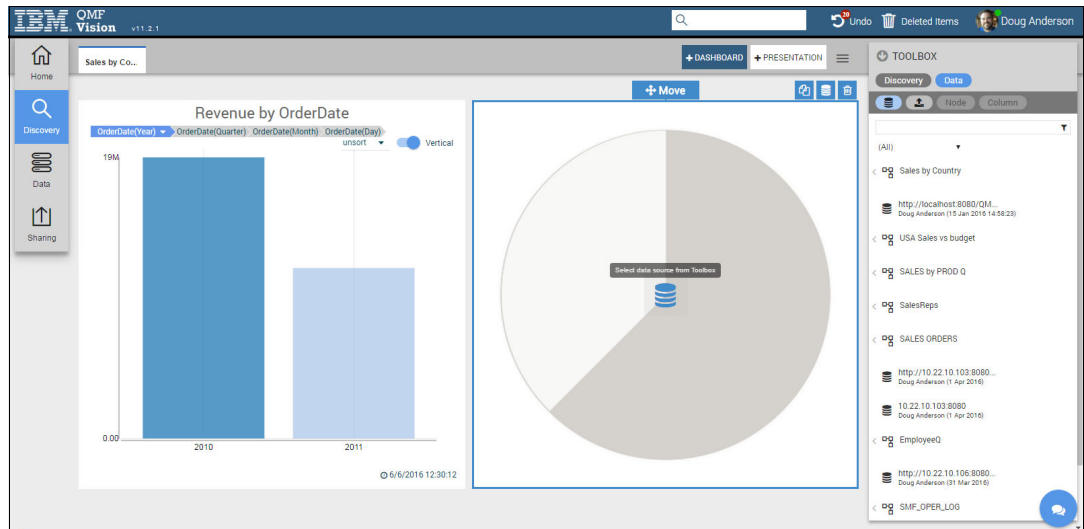 IBM QMF
Vision v11.2.1
20
Undo
Deleted Items
Doug Anderson
Home
Discovery
Data
Sharing
Sales by Co...
+DASHBOARD
+PRESENTATION
Move
Revenue by OrderDate
OrderDate(Year) OrderDate(Quarter) OrderDate(Month) OrderDate(Day)
unsort
Vertical
19M
0.00
2010
2011
6/6/2016 12:30:12
Select data source from Toolbox
TOOLBOX
Discovery
Data
Node
Column
(All)
Sales by Country
http://localhost:8080/QM...
Doug Anderson (15 Jan 2016 14:58:23)
USA Sales vs budget
SALES by PROD Q
SalesReps
SALES ORDERS
http://10.22.10.103:8080...
Doug Anderson (1 Apr 2016)
10.22.10.103:8080
Doug Anderson (1 Apr 2016)
EmployeeQ
http://10.22.10.106:8080...
Doug Anderson (31 Mar 2016)
SMF_OPER_LOG